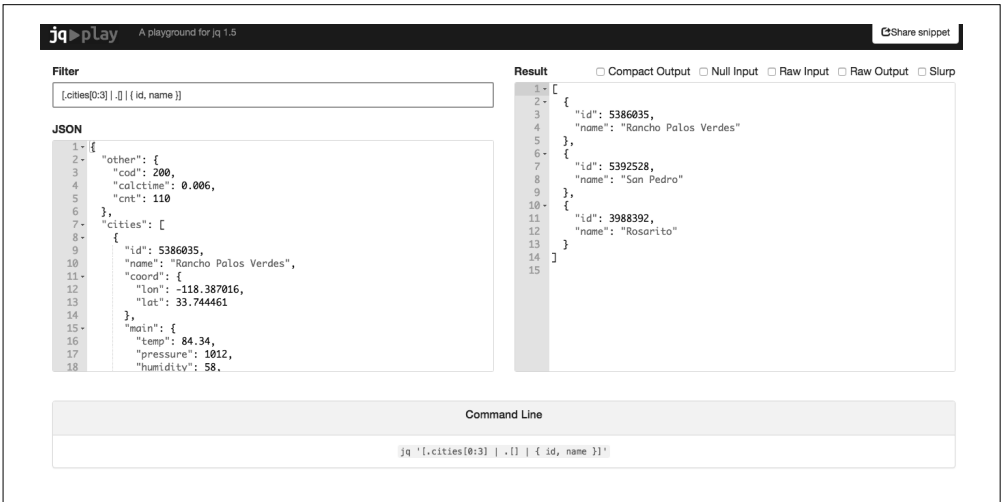 jq▶play A playground for jq 1.5 Share snippet
Filter
[.cities[0:3] | .[] | { id, name }]
JSON
1 {
2 "other": {
3 "cod": 200,
4 "calctime": 0.006,
5 "cnt": 110
6 },
7 "cities": [
8 {
9 "id": 5386035,
10 "name": "Rancho Palos Verdes",
11 "coord": {
12 "lon": -118.387016,
13 "lat": 33.744461
14 },
15 "main": {
16 "temp": 84.34,
17 "pressure": 1012,
18 "humidity": 58,
Result Compact Output Null Input Raw Input Raw Output Slurp
1 [
2 {
3 "id": 5386035,
4 "name": "Rancho Palos Verdes"
5 },
6 {
7 "id": 5392528,
8 "name": "San Pedro"
9 },
10 {
11 "id": 3988392,
12 "name": "Rosarito"
13 }
14 ]
15
Command Line
jq '[.cities[0:3] | .[] | { id, name }]'